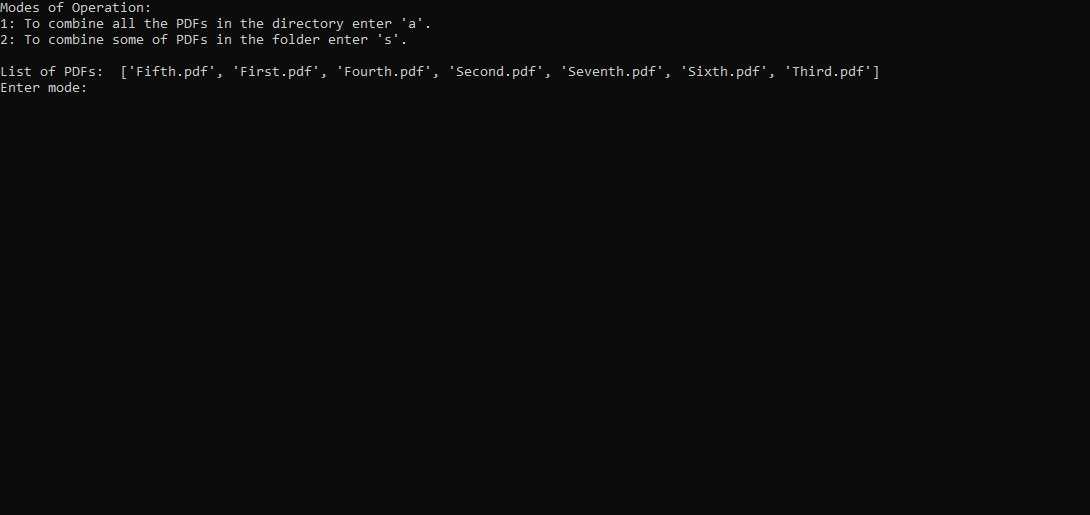 Modes of Operation:
1: To combine all the PDFs in the directory enter 'a'.
2: To combine some of PDFs in the folder enter 's'.
List of PDFs:  ['Fifth.pdf', 'First.pdf', 'Fourth.pdf', 'Second.pdf', 'Seventh.pdf', 'Sixth.pdf', 'Third.pdf']
Enter mode: